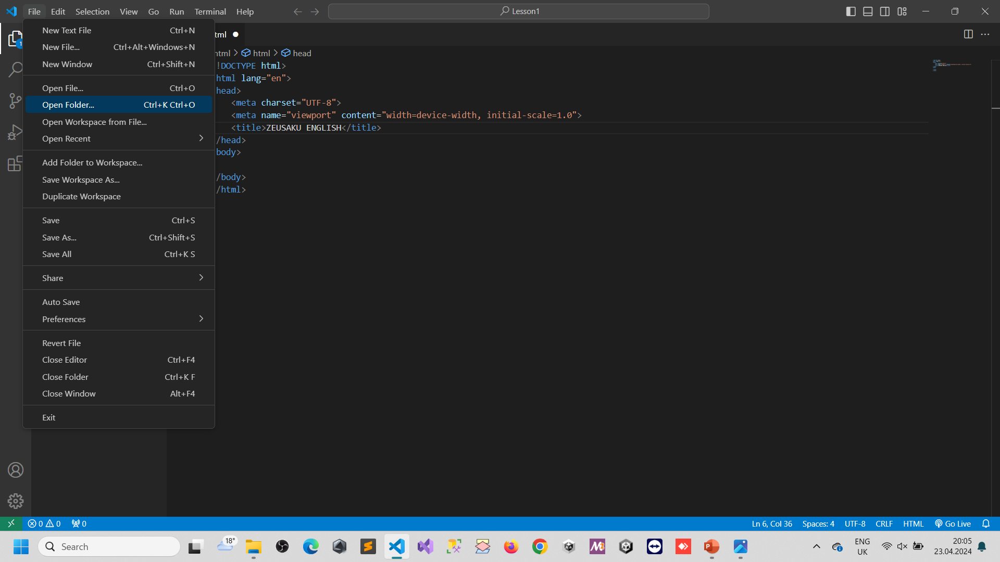 File Edit Selection View Go Run Terminal Help
Lesson1
New Text File Ctrl+N
New File... Ctrl+Alt+Windows+N
New Window Ctrl+Shift+N
Open File... Ctrl+O
Open Folder... Ctrl+K Ctrl+O
Open Workspace from File...
Open Recent
Add Folder to Workspace...
Save Workspace As...
Duplicate Workspace
Save Ctrl+S
Save As... Ctrl+Shift+S
Save All Ctrl+K S
Share
Auto Save
Preferences
Revert File
Close Editor Ctrl+F4
Close Folder Ctrl+K F
Close Window Alt+F4
Exit
1
tml
html > html > head
!DOCTYPE html>
html lang="en">
head>
<meta charset="UTF-8">
<meta name="viewport" content="width=device-width, initial-scale=1.0">
<title>ZEUSAKU ENGLISH</title>
/head>
body>
/body>
/html>
0 0 0
Ln 6, Col 36 Spaces: 4 UTF-8 CRLF HTML Go Live
Search
18°
ENG
UK
20:05
23.04.2024